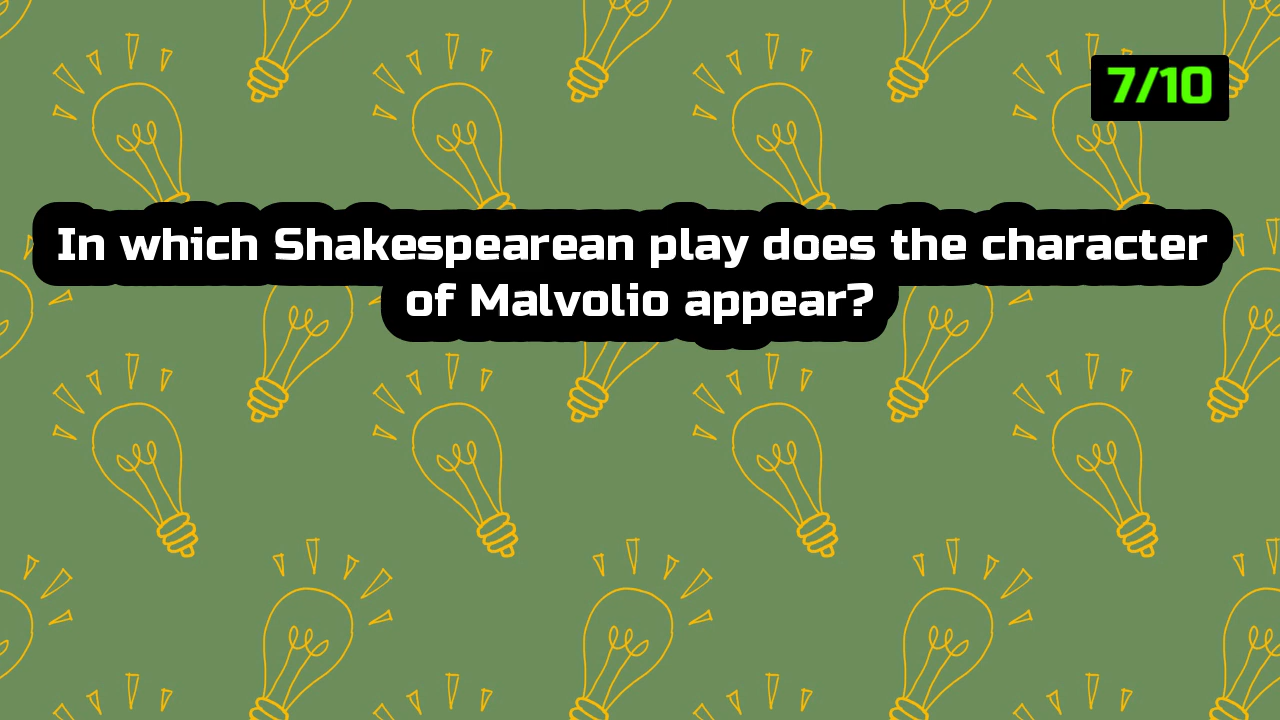 7/10
In which Shakespearean play does the character
of Malvolio appear?